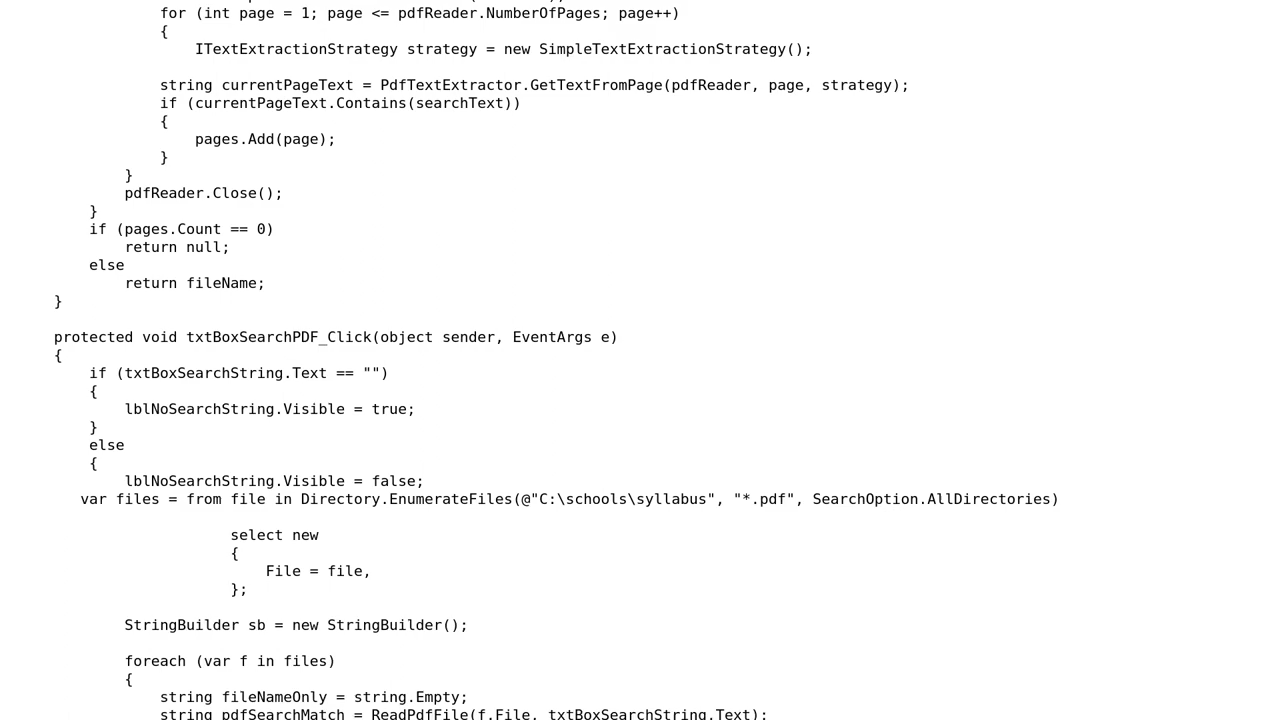 for (int page = 1; page <= pdfReader.NumberOfPages; page++)
{
ITextExtractionStrategy strategy = new SimpleTextExtractionStrategy();
string currentPageText = PdfTextExtractor.GetTextFromPage(pdfReader, page, strategy);
if (currentPageText.Contains(searchText))
{
pages.Add(page);
}
}
pdfReader.Close();
}
if (pages.Count == 0)
return null;
else
return fileName;
}
protected void txtBoxSearchPDF_Click(object sender, EventArgs e)
{
if (txtBoxSearchString.Text == "")
{
lblNoSearchString.Visible = true;
}
else
{
lblNoSearchString.Visible = false;
var files = from file in Directory.EnumerateFiles(@"C:\schools\syllabus", "*.pdf", SearchOption.AllDirectories)
select new
{
File = file,
};
StringBuilder sb = new StringBuilder();
foreach (var f in files)
{
string fileNameOnly = string.Empty;
string pdfSearchMatch = ReadPdfFile(f.File, txtBoxSearchString.Text);